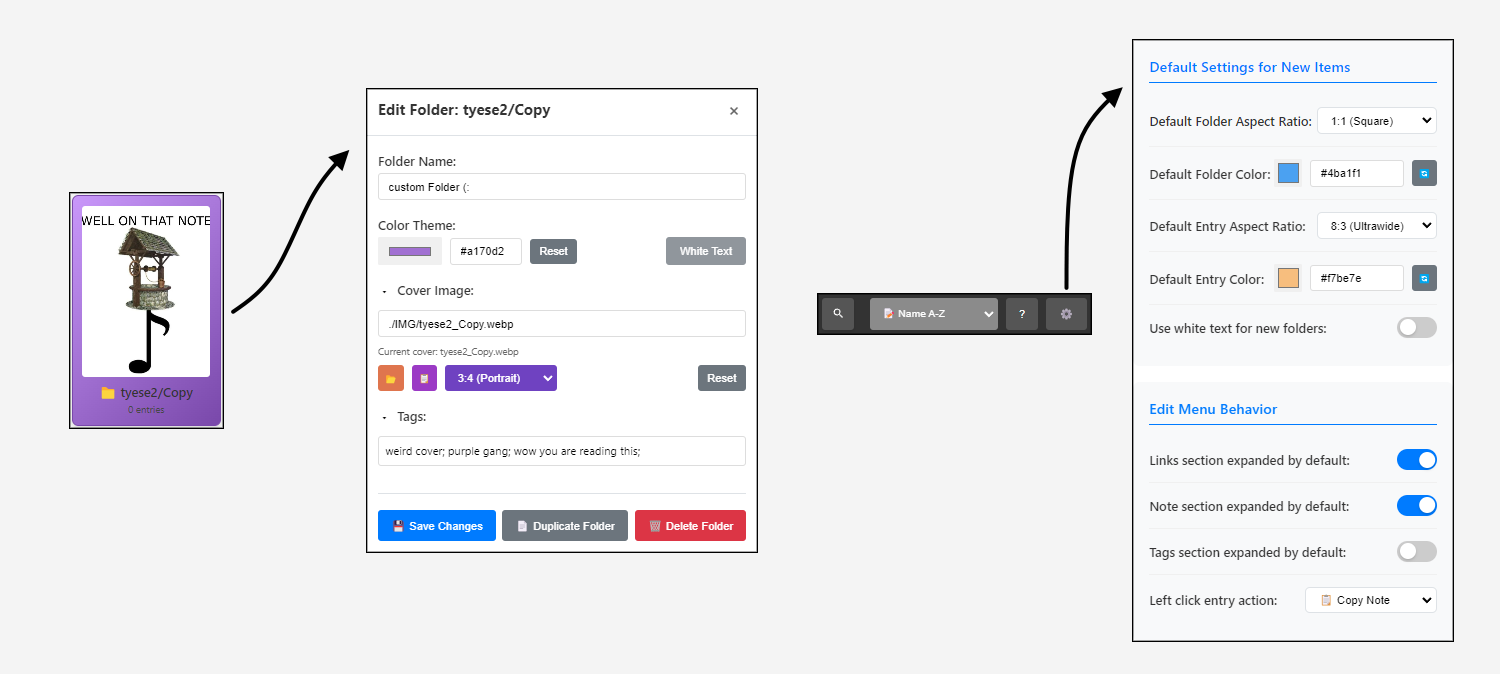 WELL ON THAT NOTE
tyese2/Copy
0 entries
Edit Folder: tyese2/Copy
×
Folder Name:
custom Folder (:
Color Theme:
#a170d2
Reset
White Text
Cover Image:
./IMG/tyese2_Copy.webp
Current cover: tyese2_Copy.webp
3:4 (Portrait)
Reset
Tags:
weird cover; purple gang; wow you are reading this;
Save Changes
Duplicate Folder
Delete Folder
Name A-Z
?
Default Settings for New Items
Default Folder Aspect Ratio:
1:1 (Square)
Default Folder Color:
#4ba1f1
Default Entry Aspect Ratio:
8:3 (Ultrawide)
Default Entry Color:
#f7be7e
Use white text for new folders:
Edit Menu Behavior
Links section expanded by default:
Note section expanded by default:
Tags section expanded by default:
Left click entry action:
Copy Note